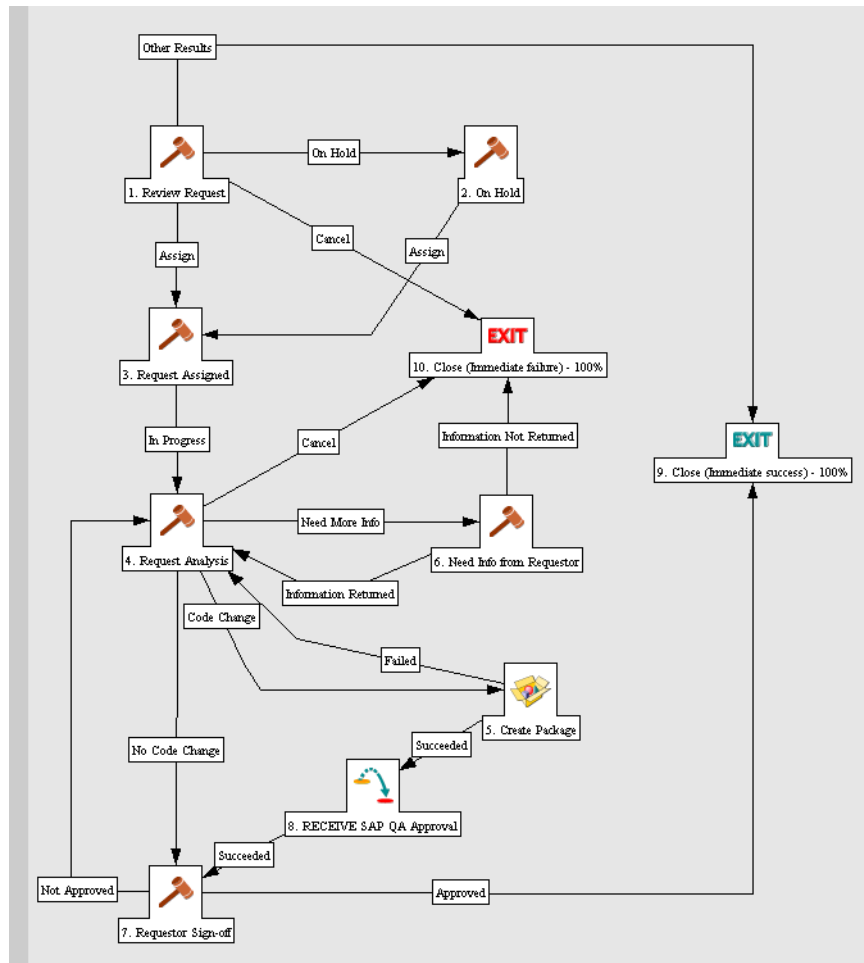 Other Results
On Hold
1. Review Request
2. On Hold
Cancel
Assign
Assign
EXIT
3. Request Assigned
10. Close (Immediate failure) - 100%
Information Not Returned
In Progress
Cancel
EXIT
9. Close (Immediate success) - 100%
Need More Info
4. Request Analysis
6. Need Info from Requestor
Information Returned
Code Change
Failed
5. Create Package
No Code Change
Succeeded
8. RECEIVE SAP QA Approval
Succeeded
Not Approved
Approved
7. Requestor Sign-off